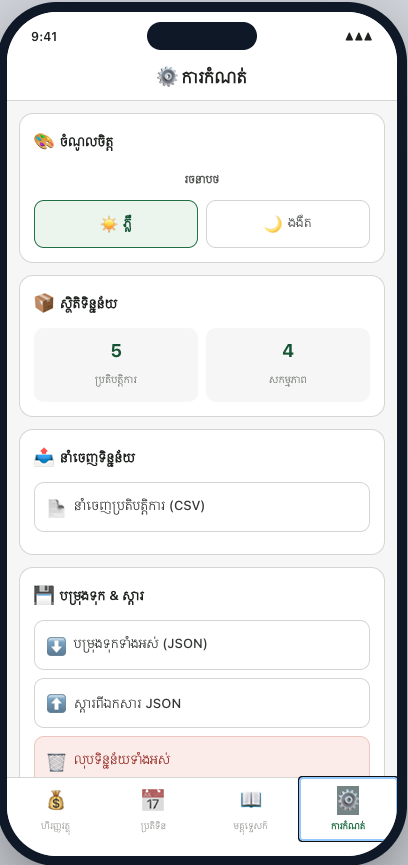 9:41
ការកំណត់
ចំណូលចិត្ត
រចនាបថ
ភ្លឺ
ងងឹត
ស្ថិតិទិន្នន័យ
5
4
ប្រតិបត្តិការ
សកម្មភាព
នាំចេញទិន្នន័យ
នាំចេញប្រតិបត្តិការ (CSV)
បម្រុងទុក & ស្តារ
បម្រុងទុកទាំងអស់ (JSON)
ស្តារពីឯកសារ JSON
លុបទិន្នន័យទាំងអស់
17
ហិរញ្ញវត្ថុ
ប្រតិទិន
មគ្គុទ្ទេសក៍
ការកំណត់